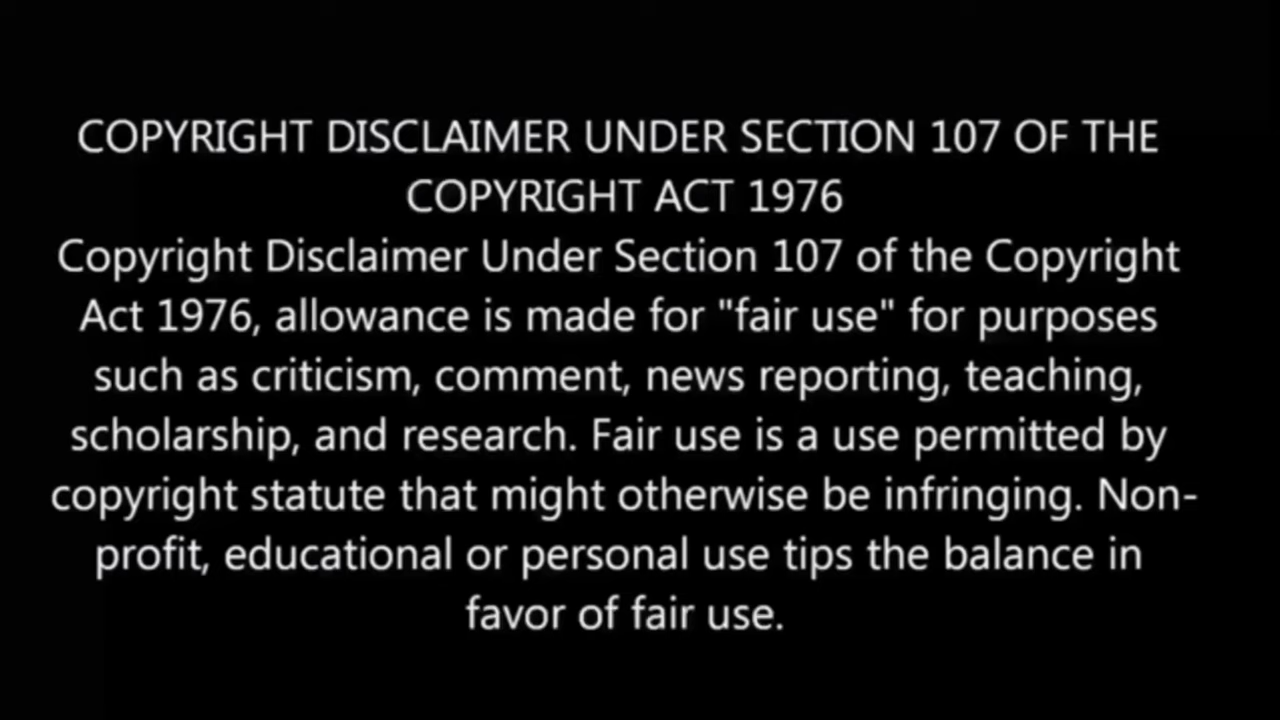 COPYRIGHT DISCLAIMER UNDER SECTION 107 OF THE
COPYRIGHT ACT 1976
Copyright Disclaimer Under Section 107 of the Copyright
Act 1976, allowance is made for "fair use" for purposes
such as criticism, comment, news reporting, teaching,
scholarship, and research. Fair use is a use permitted by
copyright statute that might otherwise be infringing. Non-
profit, educational or personal use tips the balance in
favor of fair use.